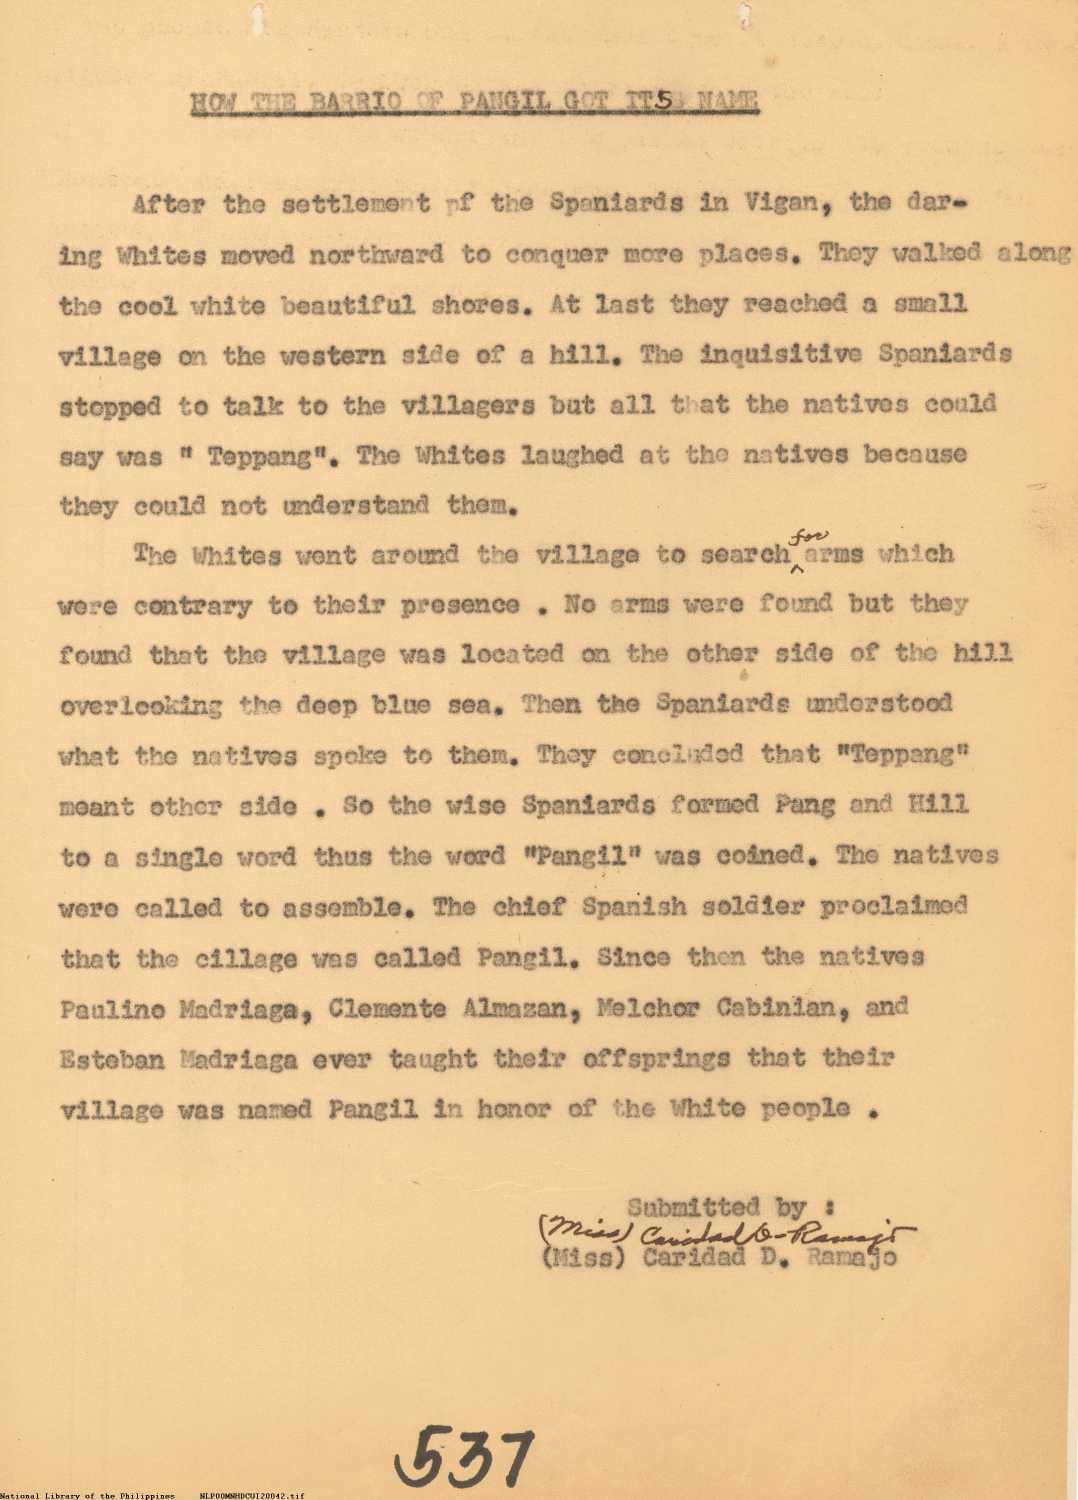 HOW THE BARRIO OF PANGIL GOT ITS NAME
After the settlement of the Spaniards in Vigan, the dar-
ing Whites moved northward to conquer more places. They walked along
the cool white beautiful shores. At last they reached a small
village on the western side of a hill. The inquisitive Spaniards
stopped to talk to the villagers but all that the natives could
say was " Teppang". The Whites laughed at the natives because
they could not understand them.
The Whites went around the village to search for arms which
were contrary to their presence . No arms were found but they
found that the village was located on the other side of the hill
overlooking the deep blue sea. Then the Spaniards understood
what the natives spoke to them. They concluded that "Teppang"
meant other side . So the wise Spaniards formed Pang and Hill
to a single word thus the word "Pangil" was coined. The natives
were called to assemble. The chief Spanish soldier proclaimed
that the cillage was called Pangil. Since then the natives
Paulino Madriaga, Clemente Almazan, Melchor Cabinian, and
Esteban Madriaga ever taught their offsprings that their
village was named Pangil in honor of the White people .
Submitted by :
(Miss) Caridad D. Ramajo
(Miss) Caridad D. Ramajo
537
National Library of the Philippines NLP00MNHDCUI20042.tif